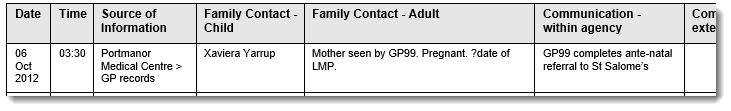 Date Time Source of Information Family Contact - Child Family Contact - Adult Communication - within agency
06 Oct 2012 03:30 Portmanor Medical Centre > GP records Xaviera Yarrup Mother seen by GP99. Pregnant. ?date of LMP. GP99 completes ante-natal referral to St Salome's